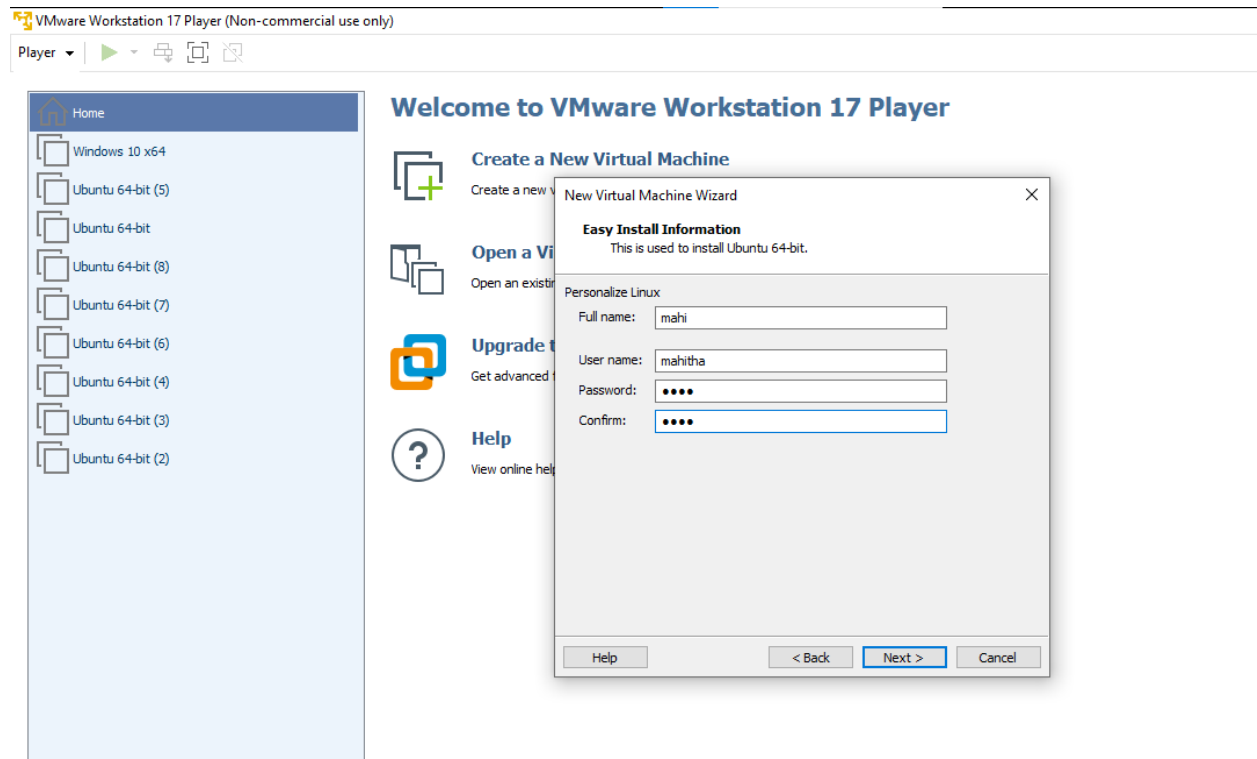 VMware Workstation 17 Player (Non-commercial use only)
Player
Home
Windows 10 x64
Ubuntu 64-bit (5)
Ubuntu 64-bit
Ubuntu 64-bit (8)
Ubuntu 64-bit (7)
Ubuntu 64-bit (6)
Ubuntu 64-bit (4)
Ubuntu 64-bit (3)
Ubuntu 64-bit (2)
Welcome to VMware Workstation 17 Player
Create a New Virtual Machine
Create a new v
Open a Vi
Open an existin
Upgrade t
Get advanced f
Help
View online help
New Virtual Machine Wizard
Easy Install Information
This is used to install Ubuntu 64-bit.
Personalize Linux
Full name: mahi
User name: mahitha
Password: ••••
Confirm: ••••
Help < Back Next > Cancel